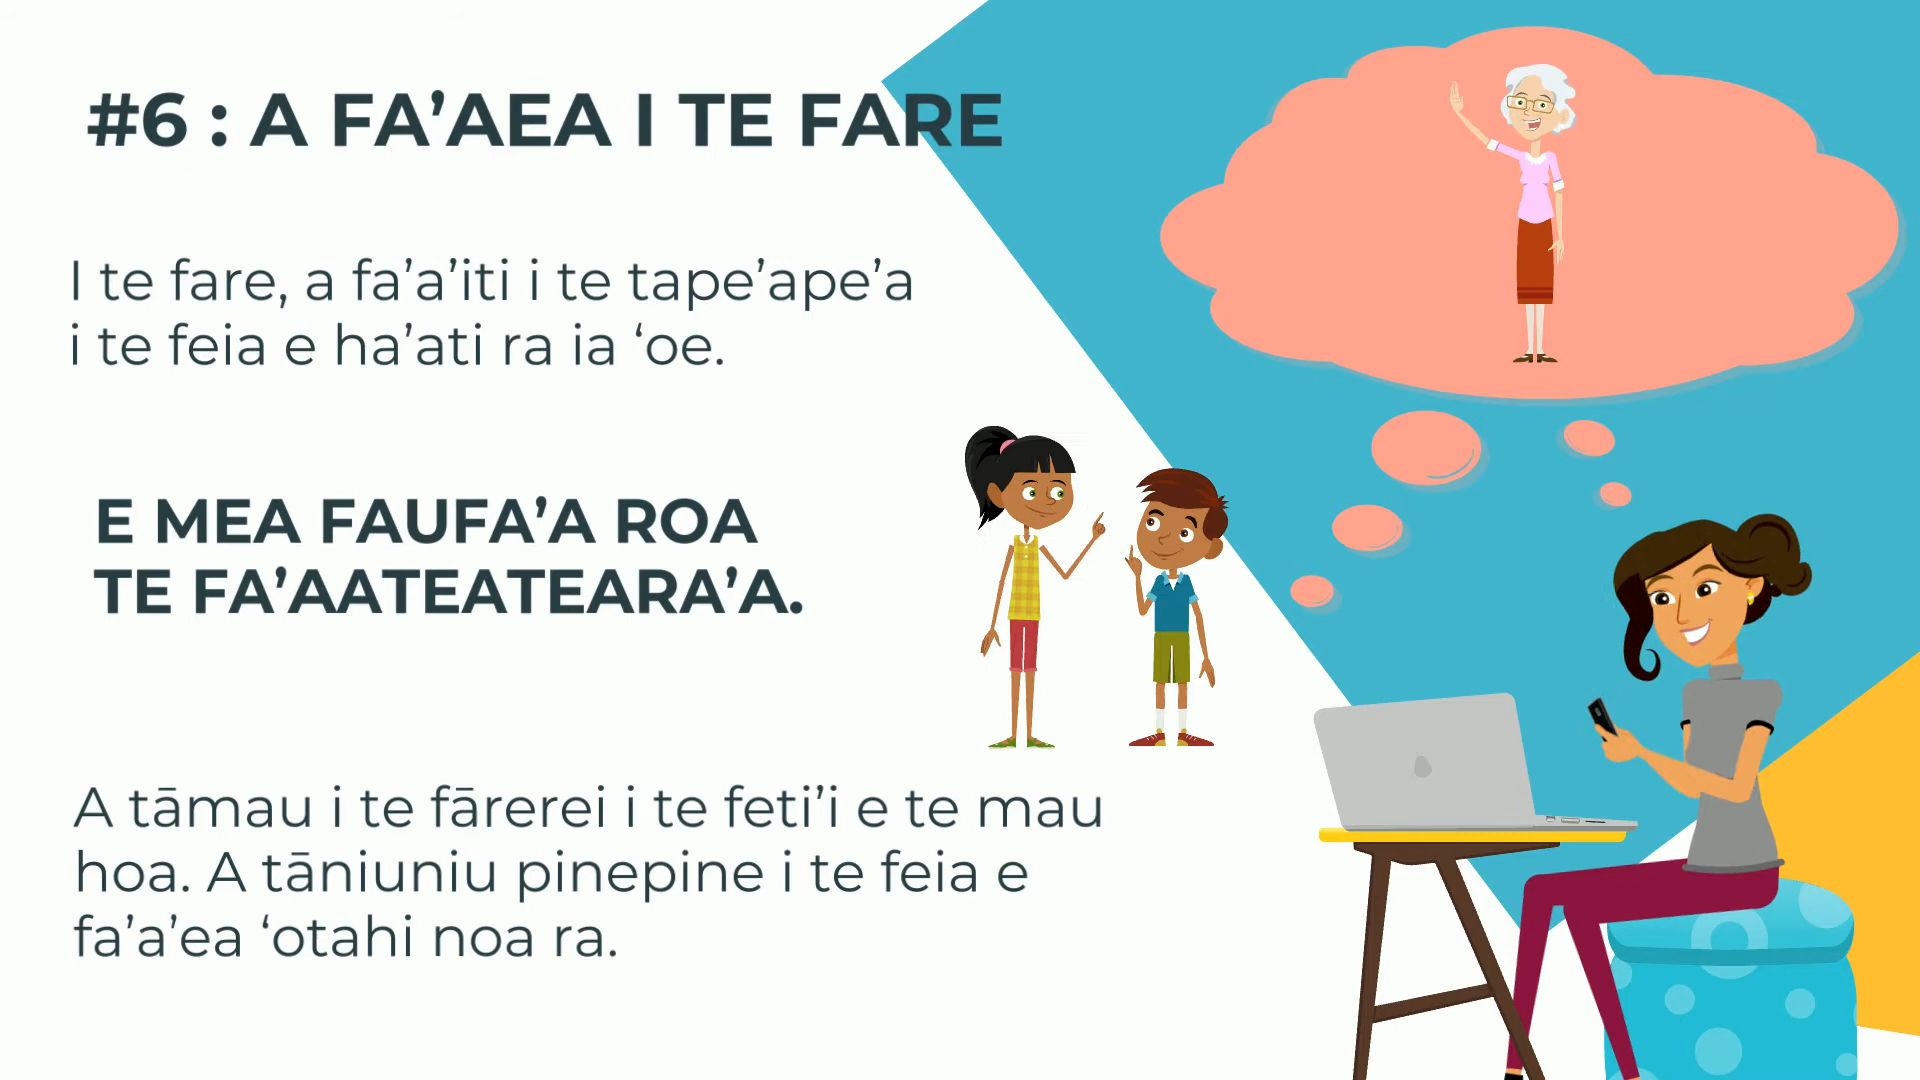 #6 : A FA’AEA I TE FARE
I te fare, a fa’a’iti i te tape’ape’a
i te feia e ha’ati ra ia ‘oe.
E MEA FAUFA’A ROA
TE FA’AATEATEARA’A.
A tāmau i te fārerei i te feti’i e te mau
hoa. A tāniuniu pinepine i te feia e
fa’a’ea ‘otahi noa ra.